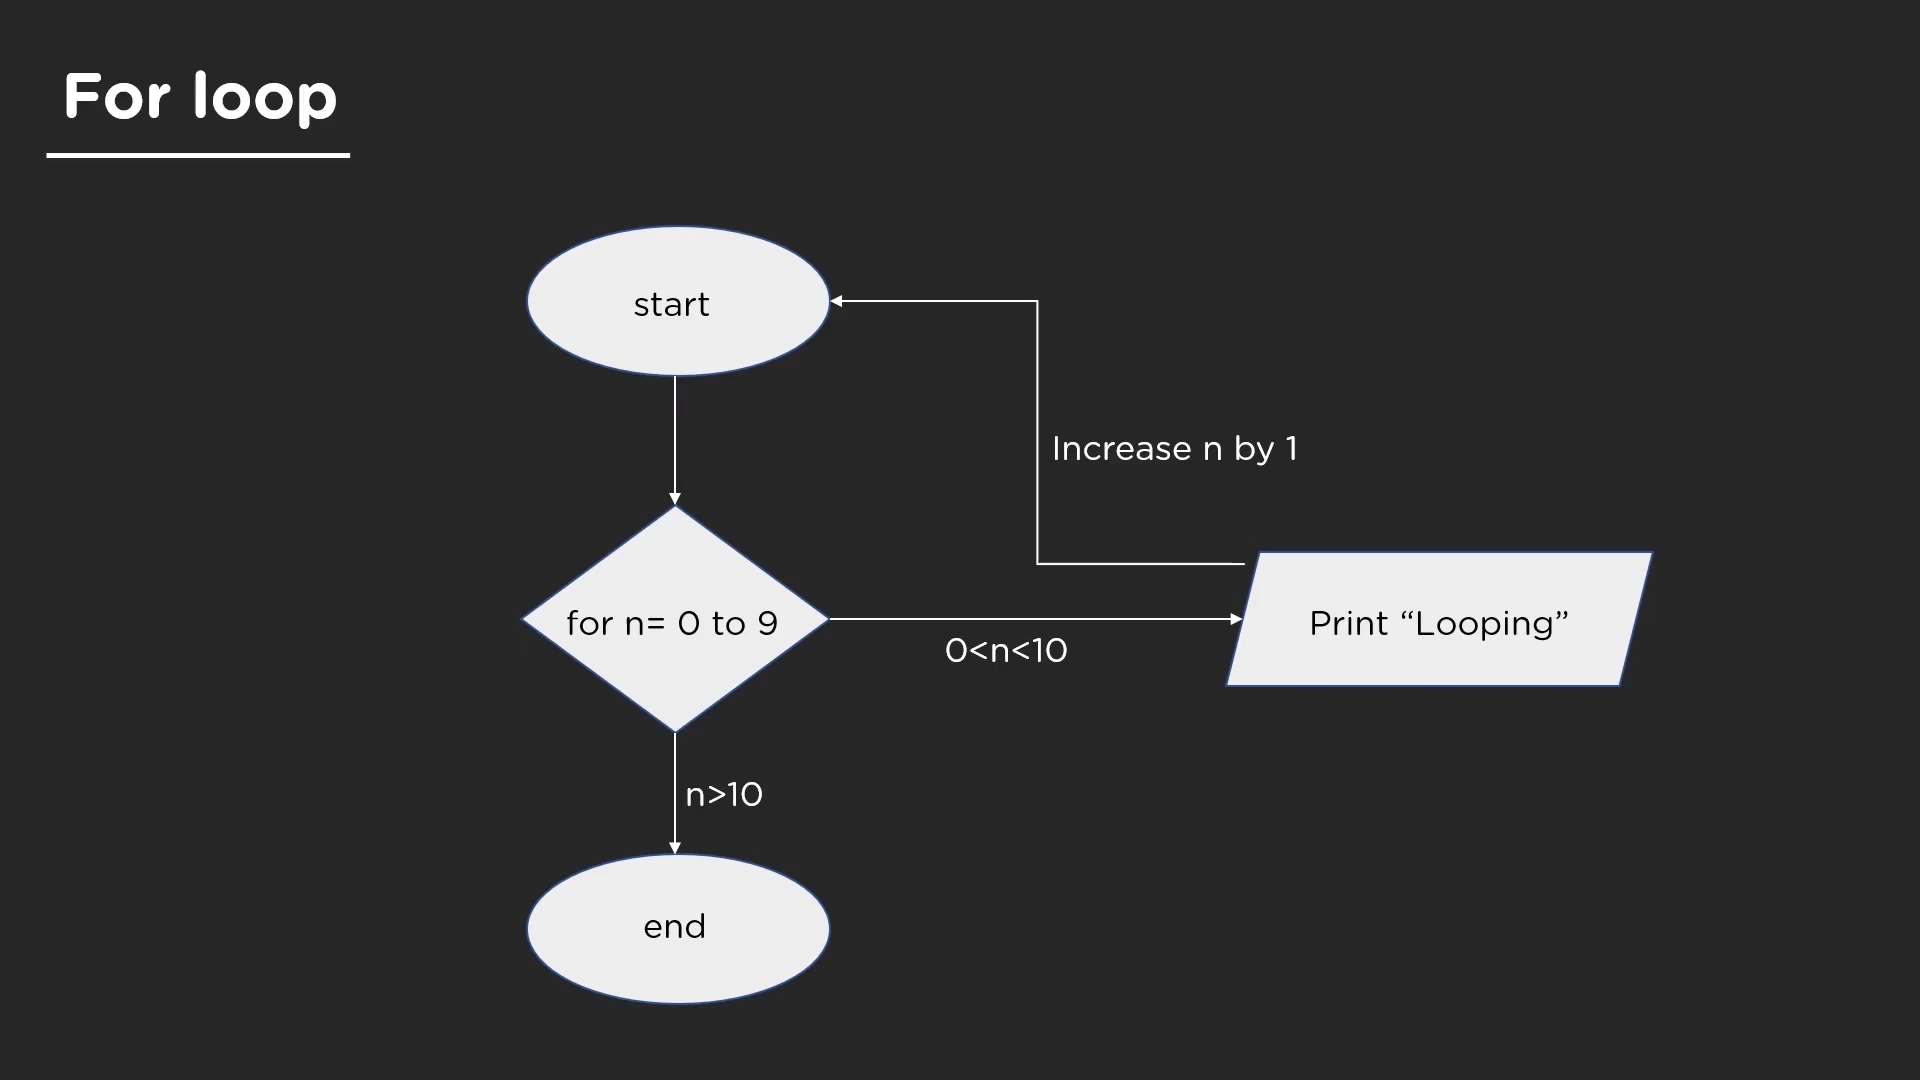 For loop
start
Increase n by 1
for n= 0 to 9
0<n<10
Print “Looping”
n>10
end